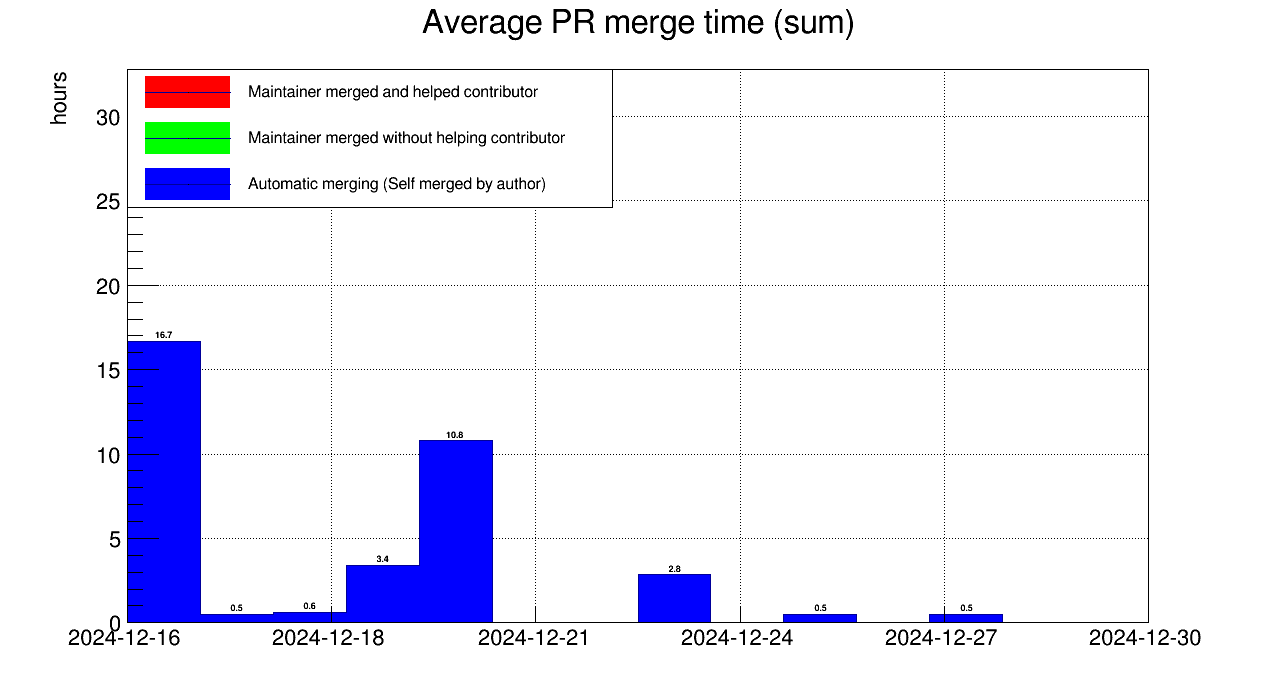 Average PR merge time (sum)
hours
Maintainer merged and helped contributor
Maintainer merged without helping contributor
Automatic merging (Self merged by author)
30
25
20
15
10
5
0
16.7
0.5
0.6
3.4
10.8
2.8
0.5
0.5
2024-12-16 2024-12-18 2024-12-21 2024-12-24 2024-12-27 2024-12-30